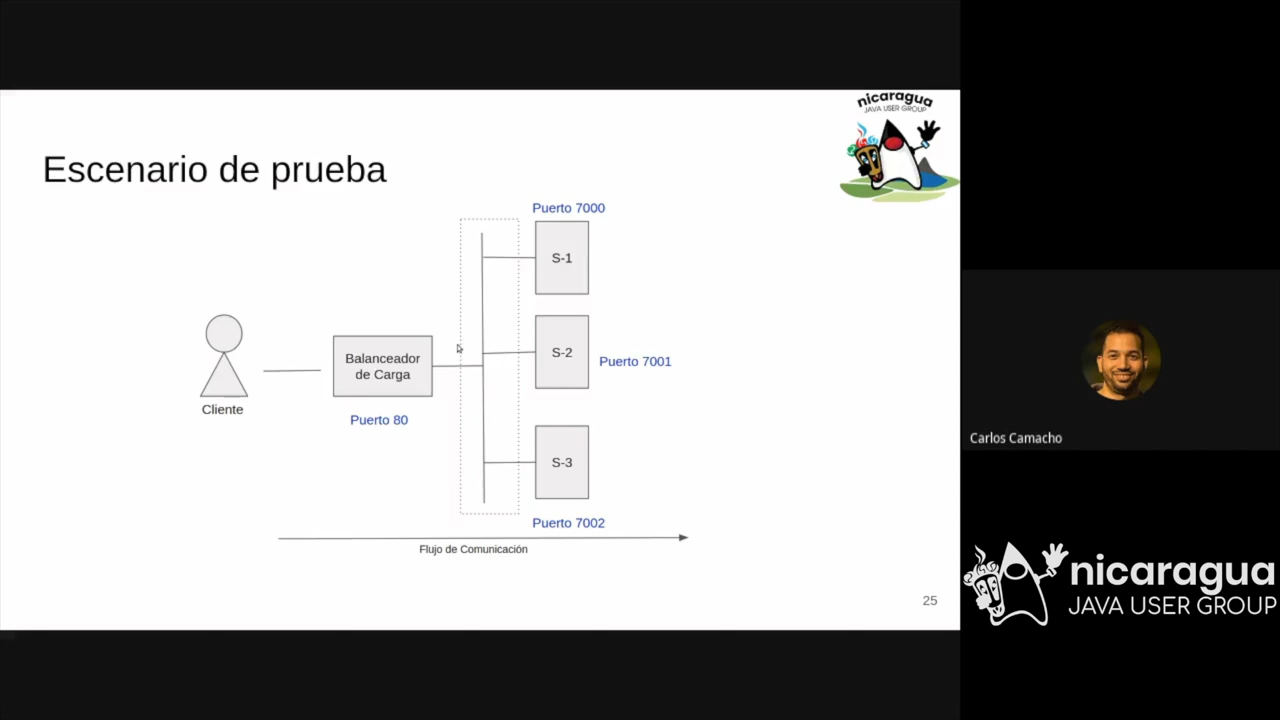 nicaragua
JAVA USER GROUP
Escenario de prueba
Puerto 7000
S-1
S-2
Puerto 7001
Balanceador
de Carga
Cliente
Puerto 80
S-3
Puerto 7002
Flujo de Comunicación
25
Carlos Camacho
nicaragua
JAVA USER GROUP